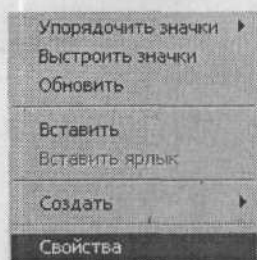 Упорядочить значки
Выстроить значки
Обновить
Вставить
Вставить ярлык
Создать
Свойства